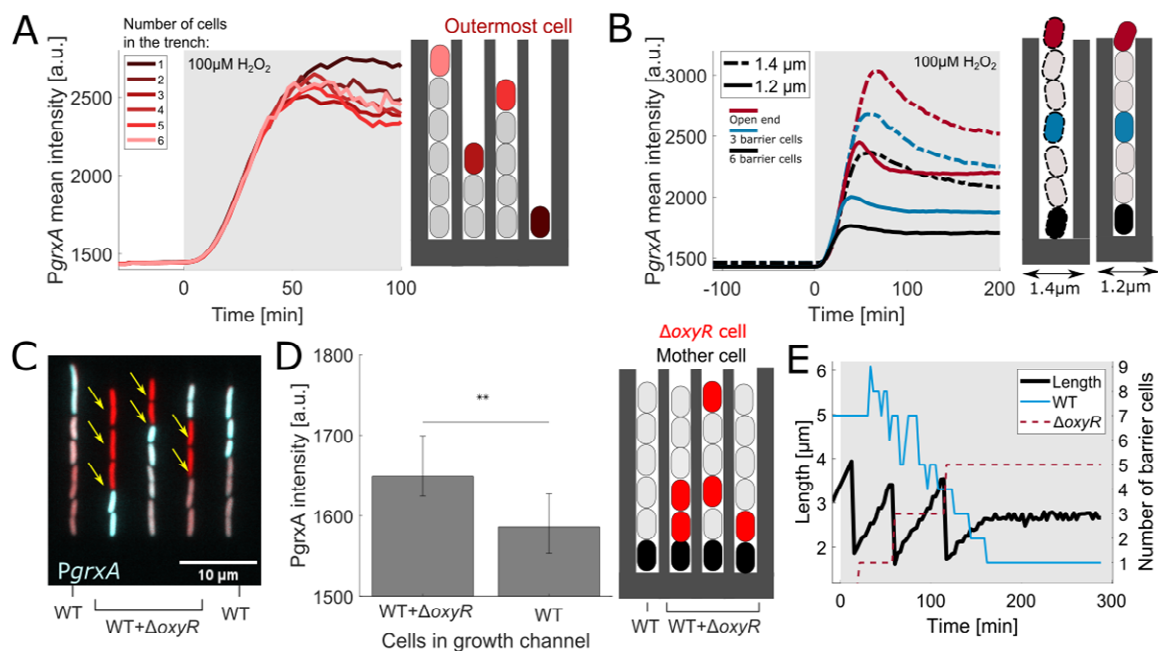 A
Number of cells
in the trench:
1
2
3
4
5
6
100µM H2O2
PgrxA mean intensity [a.u.]
2500
2000
1500
0
50
100
Time [min]
Outermost cell
B
1.4 µm
1.2 µm
Open end
3 barrier cells
6 barrier cells
100µM H2O2
PgrxA mean intensity [a.u.]
3000
2500
2000
1500
-100
0
100
200
Time [min]
1.4µm
1.2µm
C
PgrxA
10 µm
WT
WT+ΔoxyR
WT
D
PgrxA intensity [a.u.]
1800
1700
1600
1500
**
WT+ΔoxyR
WT
Cells in growth channel
ΔoxyR cell
Mother cell
WT
WT+ΔoxyR
E
Length [µm]
6
5
4
3
2
Length
WT
ΔoxyR
9
8
7
6
5
4
3
2
1
Number of barrier cells
0
100
200
300
Time [min]